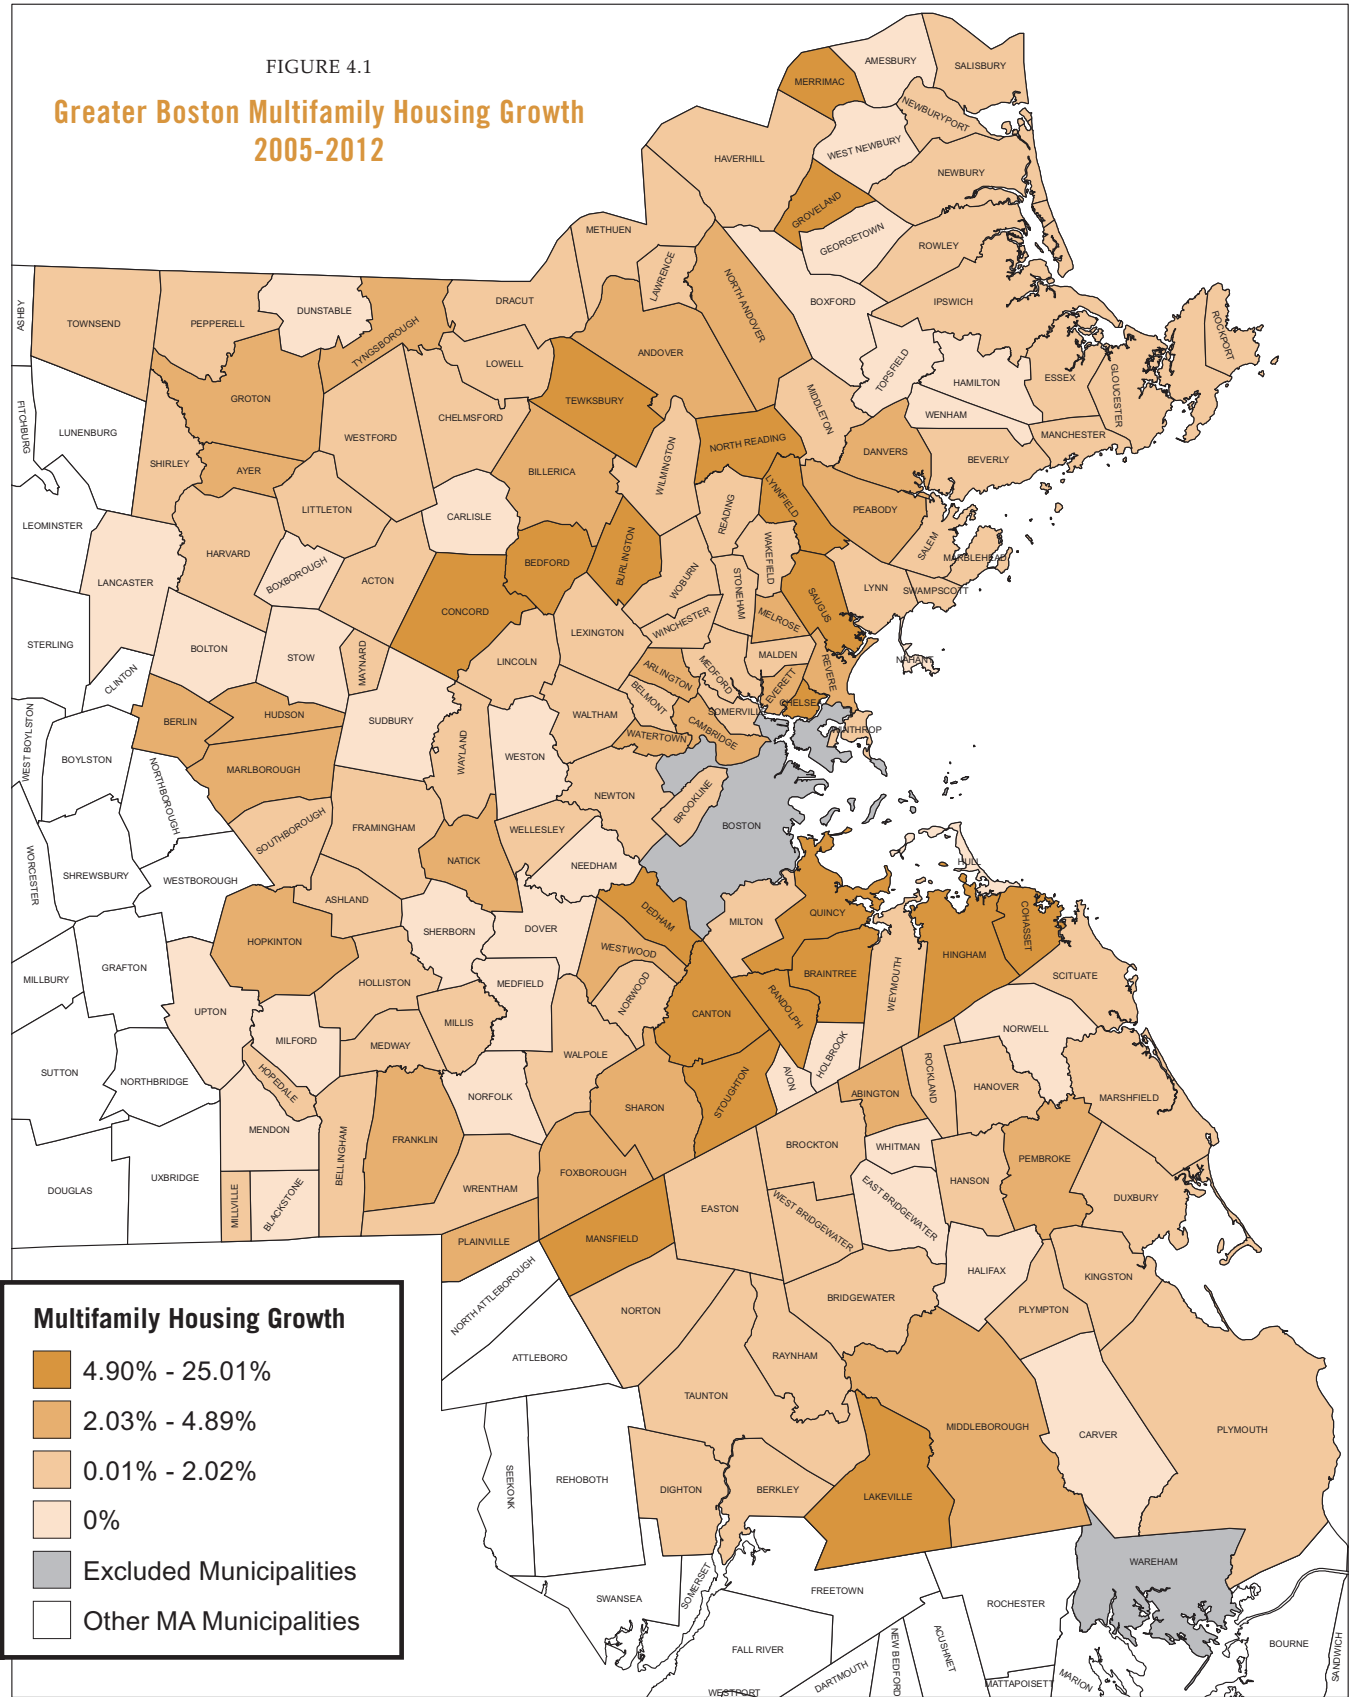 FIGURE 4.1
Greater Boston Multifamily Housing Growth
2005-2012
AMESBURY
SALISBURY
MERRIMAC
NEWBURYPORT
WEST NEWBURY
HAVERHILL
NEWBURY
GROVELAND
GEORGETOWN
METHUEN
ROWLEY
LAWRENCE
NORTH ANDOVER
BOXFORD
IPSWICH
ASHBY
TOWNSEND
PEPPERELL
DUNSTABLE
TYNGSBOROUGH
DRACUT
ROCKPORT
LOWELL
ANDOVER
TOPSFIELD
HAMILTON
ESSEX
GLOUCESTER
GROTON
TEWKSBURY
MIDDLETON
WENHAM
FITCHBURG
LUNENBURG
WESTFORD
CHELMSFORD
NORTH READING
MANCHESTER
SHIRLEY
AYER
BILLERICA
WILMINGTON
DANVERS
BEVERLY
LITTLETON
CARLISLE
READING
LYNNFIELD
PEABODY
LEOMINSTER
HARVARD
BOXBOROUGH
ACTON
BEDFORD
BURLINGTON
WAKEFIELD
SALEM
MARBLEHEAD
LANCASTER
CONCORD
WOBURN
STONEHAM
SAUGUS
LYNN
SWAMPSCOTT
STERLING
BOLTON
STOW
MAYNARD
LINCOLN
LEXINGTON
WINCHESTER
MELROSE
NAHANT
CLINTON
ARLINGTON
MEDFORD
MALDEN
REVERE
WEST BOYLSTON
BERLIN
HUDSON
SUDBURY
WALTHAM
BELMONT
EVERETT
CHELSEA
SOMERVILLE
BOYLSTON
NORTHBOROUGH
MARLBOROUGH
WAYLAND
WESTON
WATERTOWN
CAMBRIDGE
WINTHROP
NEWTON
BROOKLINE
BOSTON
SOUTHBOROUGH
FRAMINGHAM
NATICK
WELLESLEY
NEEDHAM
WORCESTER
SHREWSBURY
WESTBOROUGH
HULL
ASHLAND
HOPKINTON
SHERBORN
DOVER
DEDHAM
MILTON
QUINCY
COHASSET
MILLBURY
GRAFTON
WESTWOOD
NORWOOD
BRAINTREE
WEYMOUTH
HINGHAM
SCITUATE
UPTON
HOLLISTON
MEDFIELD
CANTON
RANDOLPH
MILFORD
MEDWAY
MILLIS
WALPOLE
HOLBROOK
NORWELL
SUTTON
NORTHBRIDGE
HOPEDALE
NORFOLK
SHARON
STOUGHTON
AVON
ABINGTON
ROCKLAND
HANOVER
MARSHFIELD
MENDON
BELLINGHAM
FRANKLIN
BROCKTON
WHITMAN
PEMBROKE
DOUGLAS
UXBRIDGE
MILLVILLE
BLACKSTONE
WRENTHAM
FOXBOROUGH
EASTON
WEST BRIDGEWATER
EAST BRIDGEWATER
HANSON
DUXBURY
PLAINVILLE
MANSFIELD
NORTH ATTLEBOROUGH
HALIFAX
KINGSTON
NORTON
BRIDGEWATER
PLYMPTON
ATTLEBORO
RAYNHAM
TAUNTON
MIDDLEBOROUGH
CARVER
PLYMOUTH
SEEKONK
REHOBOTH
DIGHTON
BERKLEY
LAKEVILLE
WAREHAM
SWANSEA
SOMERSET
FREETOWN
ROCHESTER
FALL RIVER
NEW BEDFORD
ACUSHNET
BOURNE
SANDWICH
WESTPORT
DARTMOUTH
MATTAPOISETT
MARION
Multifamily Housing Growth
4.90% - 25.01%
2.03% - 4.89%
0.01% - 2.02%
0%
Excluded Municipalities
Other MA Municipalities